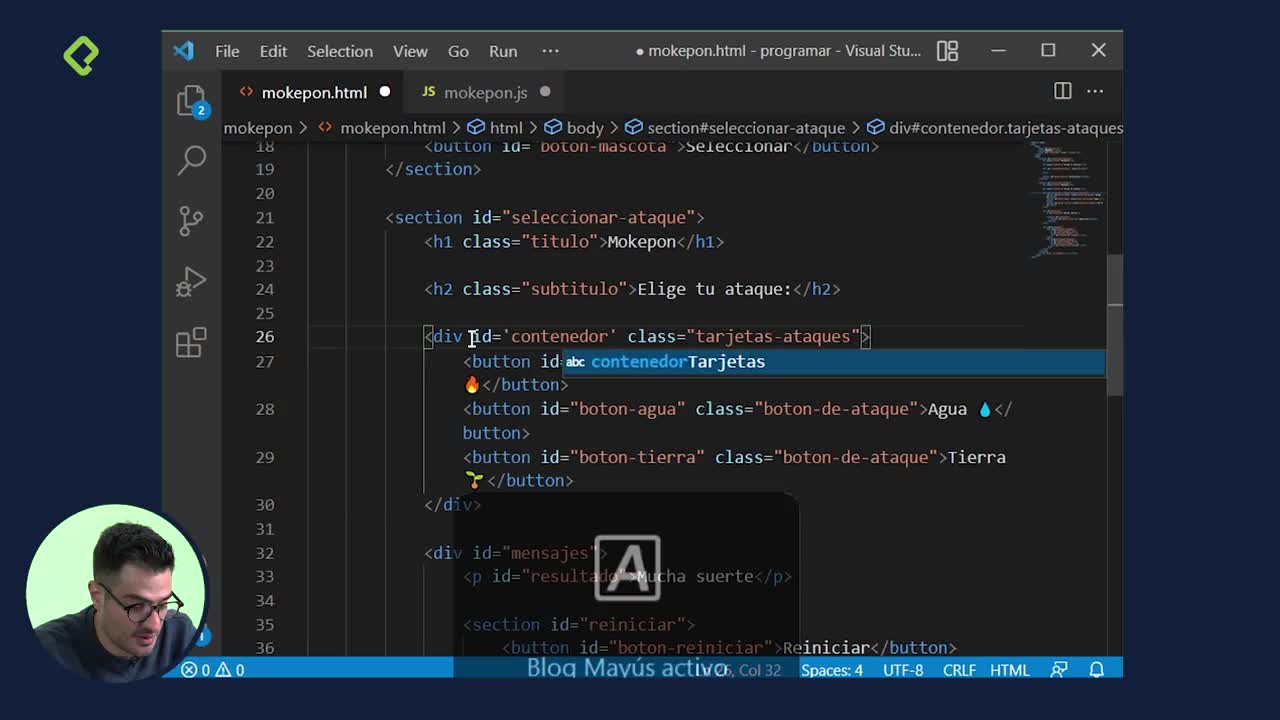 File Edit Selection View Go Run ··· ● mokepon.html - programar - Visual Stu...
<> mokepon.html ● JS mokepon.js ●
2
mokepon > <> mokepon.html > html > body > section#seleccionar-ataque > div#contenedor.tarjetas-ataques
18 <button id="boton-mascota">Seleccionar</button>
19 </section>
20
21 <section id="seleccionar-ataque">
22 <h1 class="titulo">Mokepon</h1>
23
24 <h2 class="subtitulo">Elige tu ataque:</h2>
25
26 <div id='contenedor' class="tarjetas-ataques">
27 <button id=
abc contenedorTarjetas
🔥</button>
28 <button id="boton-agua" class="boton-de-ataque">Agua 💧</
button>
29 <button id="boton-tierra" class="boton-de-ataque">Tierra
🌱</button>
30 </div>
31
32 <div id="mensajes">
33 <p id="resultado">Mucha suerte</p>
34
35 <section id="reiniciar">
36 <button id="boton-reiniciar">Reiniciar</button>
A
Bloq Mayús activo
1
0 0 Ln 26, Col 32 Spaces: 4 UTF-8 CRLF HTML